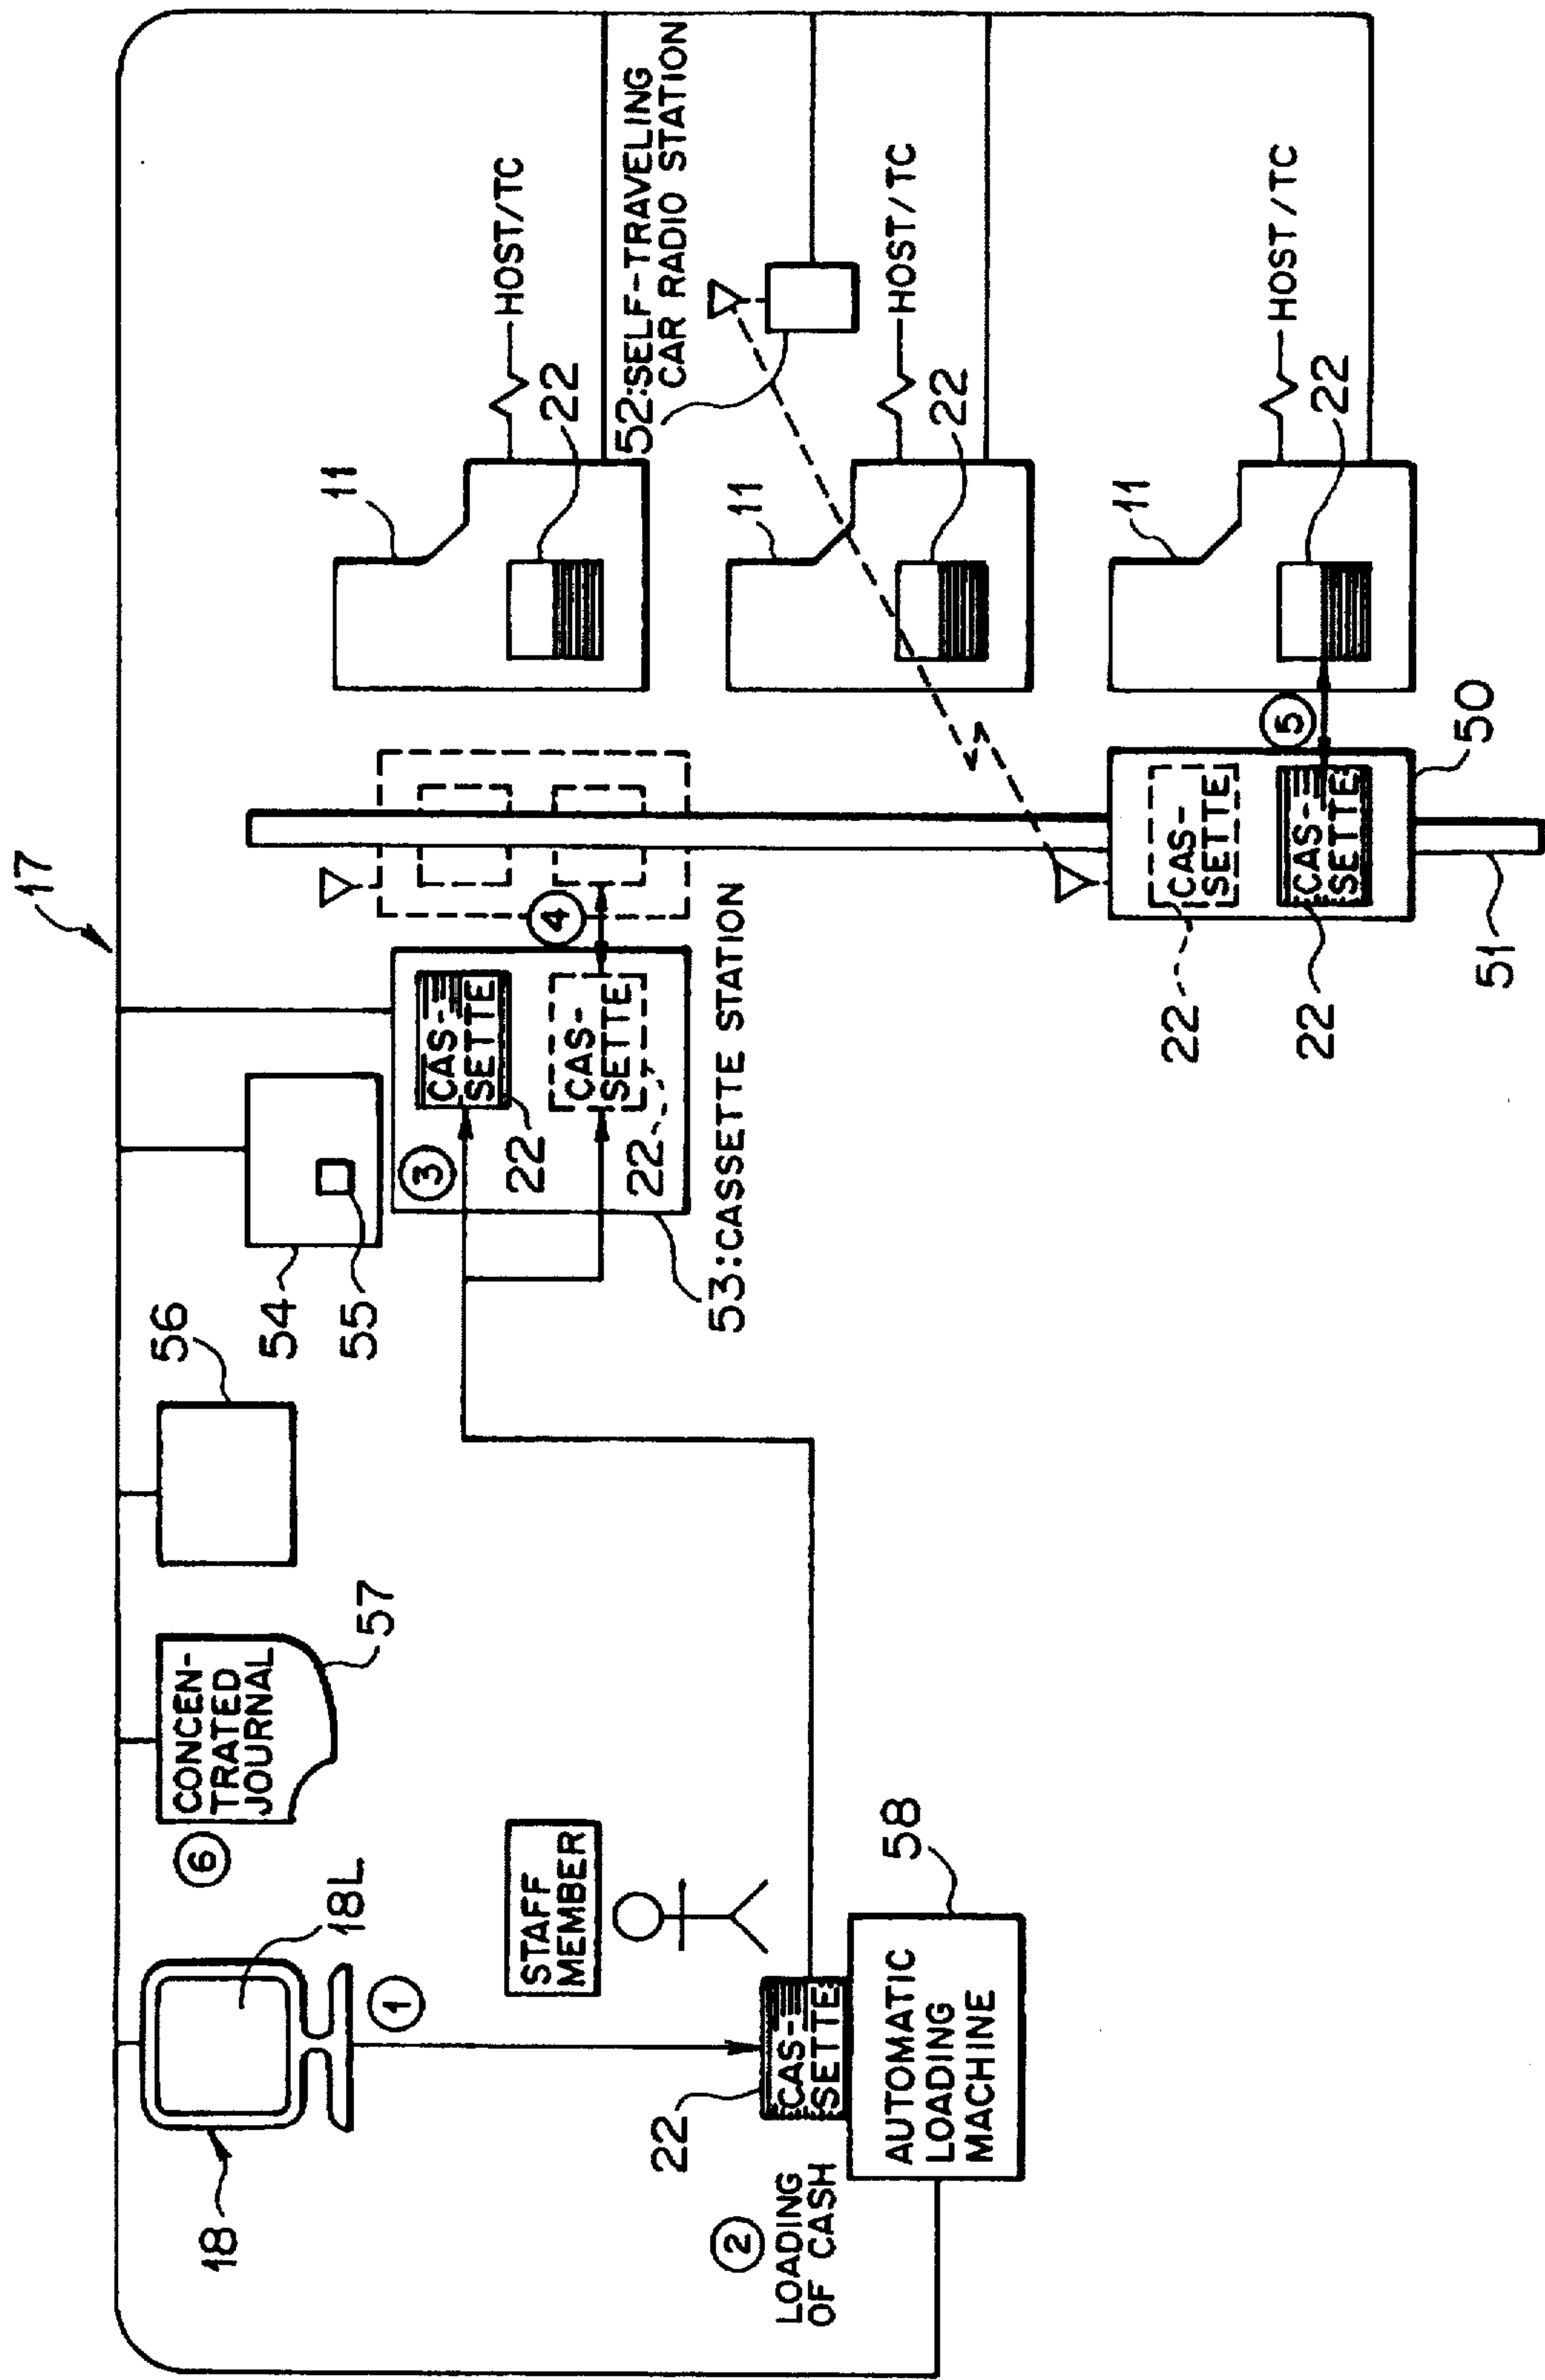 17
18
18L
①
⑥
CONCEN-
TRATED
JOURNAL
57
56
54
55
STAFF
MEMBER
②
LOADING
OF CASH
22
CAS-
SETTE
AUTOMATIC
LOADING
MACHINE
58
③
CAS-
SETTE
22
CAS-
SETTE
22
53:CASSETTE STATION
④
11
22
HOST/TC
52:SELF-TRAVELING
CAR RADIO STATION
11
22
HOST/TC
11
22
HOST/TC
⑤
CAS-
SETTE
22
CAS-
SETTE
22
50
51